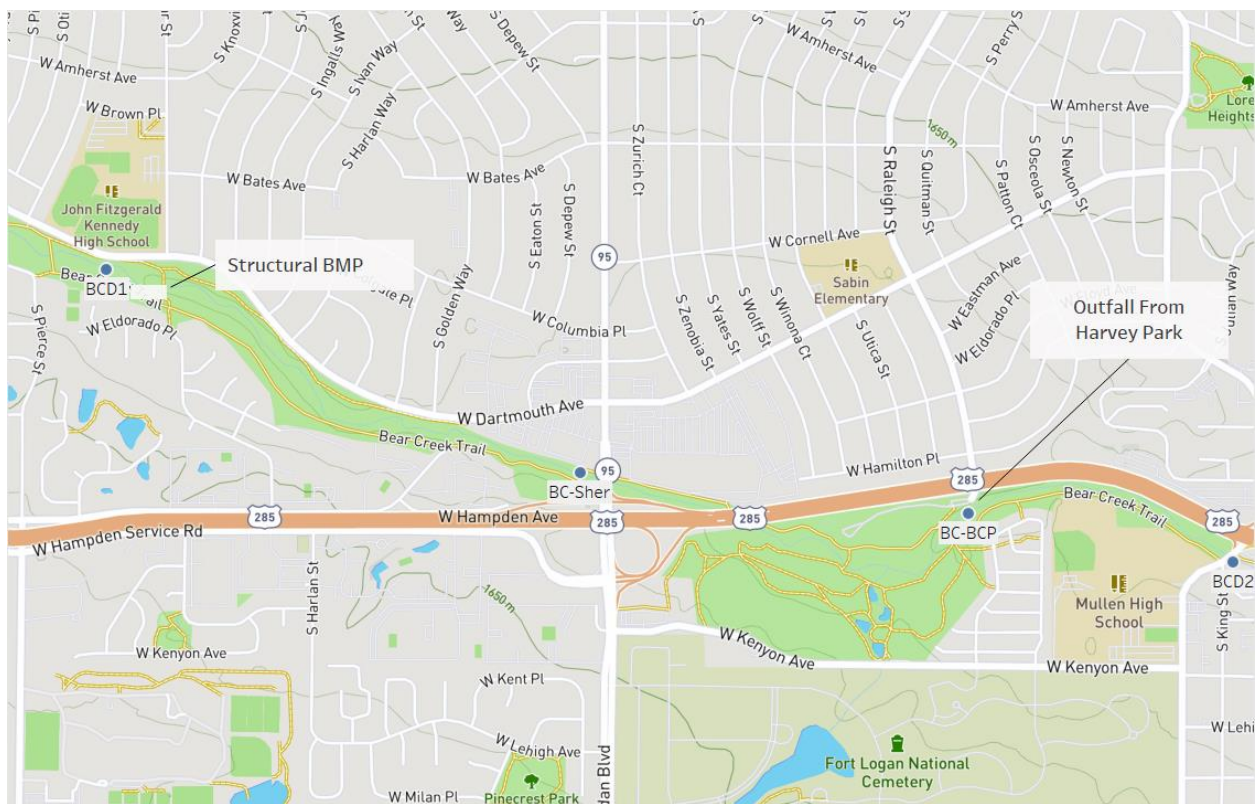 S Depew St
S Perry St
W Amherst Ave
S Knoxvi
S Ingalls Way
S Ivan Way
W Amherst Ave
W Brown Pl
S Harlan Way
S Zurich Ct
1650 m
W Amherst Ave
Lore
Heights
S Raleigh St
S Quitman St
S Osceola St
S Newton St
S Patton Ct
W Bates Ave
W Bates Ave
John Fitzgerald
Kennedy
High School
S Eaton St
S Depew St
W Cornell Ave
95
Structural BMP
Sabin
Elementary
W Eastman Ave
W Eldorado Pl
BCD1
S Golden Way
W Columbia Pl
S Zenobia St
S Yates St
S Wolff St
S Winona Ct
S Utica St
Outfall From
Harvey Park
S Pierce St
W Eldorado Pl
W Dartmouth Ave
Bear Creek Trail
W Hamilton Pl
95
BC-Sher
285
285
W Hampden Ave
285
285
285
BC-BCP
Bear Creek Trail
W Hampden Service Rd
BCD2
S Harlan St
1650 m
Mullen High
School
S King St
W Kenyon Ave
W Kenyon Ave
W Kenyon Ave
W Kent Pl
W Lehigh Ave
W Lehi
Fort Logan National
Cemetery
dan Blvd
W Milan Pl
Pinecrest Park